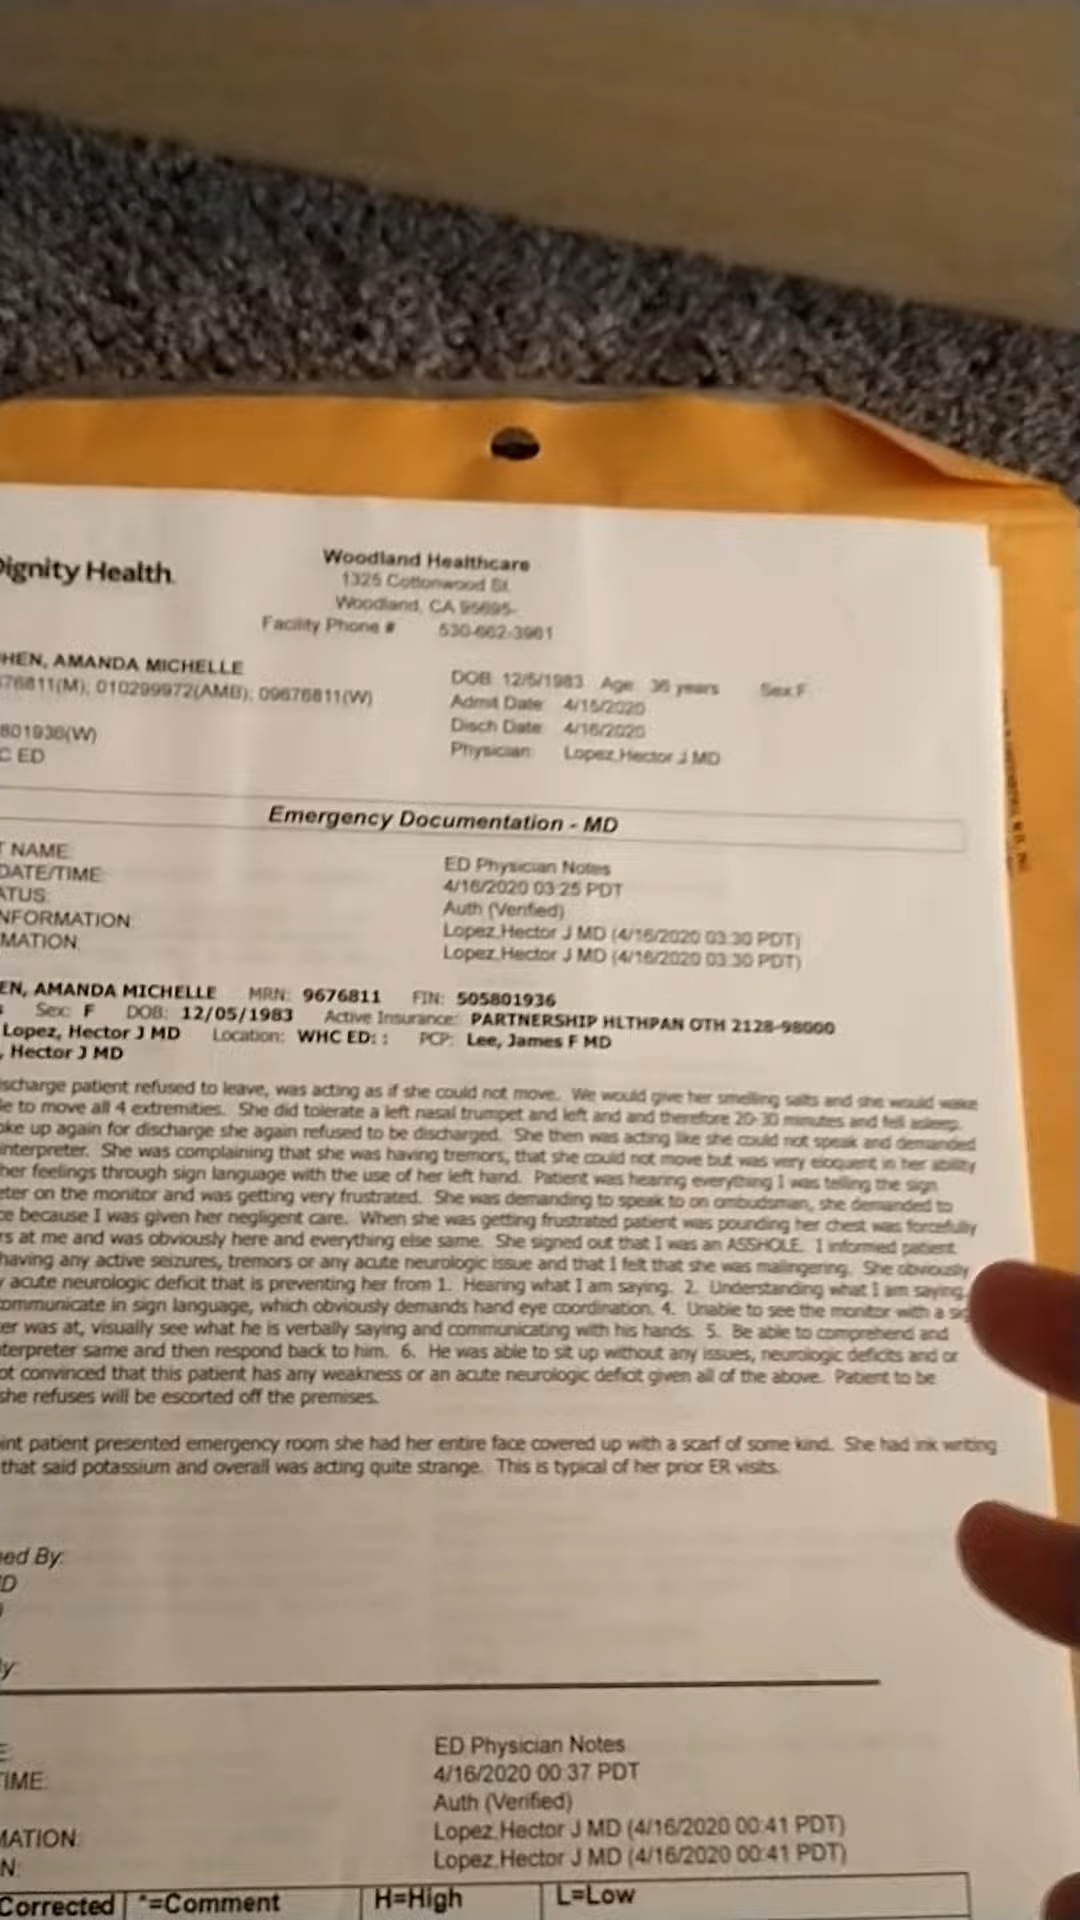 Dignity Health
Woodland Healthcare
1325 Cottonwood St.
Woodland, CA 95695-
Facility Phone # 530-662-3961
HEN, AMANDA MICHELLE
DOB: 12/5/1983 Age: 36 years Sex:F
676811(M), 010299972(AMB), 09676811(W)
Admit Date: 4/15/2020
Disch Date: 4/16/2020
801936(W)
Physician: Lopez,Hector J MD
C ED
Emergency Documentation - MD
T NAME:
ED Physician Notes
DATE/TIME:
4/16/2020 03:25 PDT
ATUS:
Auth (Verified)
NFORMATION:
Lopez,Hector J MD (4/16/2020 03:30 PDT)
MATION:
Lopez,Hector J MD (4/16/2020 03:30 PDT)
EN, AMANDA MICHELLE MRN: 9676811 FIN: 505801936
s Sex: F DOB: 12/05/1983 Active Insurance: PARTNERSHIP HLTHPAN OTH 2128-98000
Lopez, Hector J MD Location: WHC ED: : PCP: Lee, James F MD
, Hector J MD
ischarge patient refused to leave, was acting as if she could not move. We would give her smelling salts and she would wake
le to move all 4 extremities. She did tolerate a left nasal trumpet and left and and therefore 20-30 minutes and fell asleep.
oke up again for discharge she again refused to be discharged. She then was acting like she could not speak and demanded
interpreter. She was complaining that she was having tremors, that she could not move but was very eloquent in her ability
her feelings through sign language with the use of her left hand. Patient was hearing everything I was telling the sign
eter on the monitor and was getting very frustrated. She was demanding to speak to on ombudsman, she demanded to
ce because I was given her negligent care. When she was getting frustrated patient was pounding her chest was forcefully
rs at me and was obviously here and everything else same. She signed out that I was an ASSHOLE. I informed patient
having any active seizures, tremors or any acute neurologic issue and that I felt that she was malingering. She obviously
y acute neurologic deficit that is preventing her from 1. Hearing what I am saying. 2. Understanding what I am saying.
ommunicate in sign language, which obviously demands hand eye coordination. 4. Unable to see the monitor with a sig
er was at, visually see what he is verbally saying and communicating with his hands. 5. Be able to comprehend and
nterpreter same and then respond back to him. 6. He was able to sit up without any issues, neurologic deficits and or
ot convinced that this patient has any weakness or an acute neurologic deficit given all of the above. Patient to be
she refuses will be escorted off the premises.
int patient presented emergency room she had her entire face covered up with a scarf of some kind. She had ink writing
that said potassium and overall was acting quite strange. This is typical of her prior ER visits.
ned By:
D
y:
E:
ED Physician Notes
TIME:
4/16/2020 00:37 PDT
Auth (Verified)
MATION:
Lopez,Hector J MD (4/16/2020 00:41 PDT)
N:
Lopez,Hector J MD (4/16/2020 00:41 PDT)
Corrected *=Comment H=High L=Low